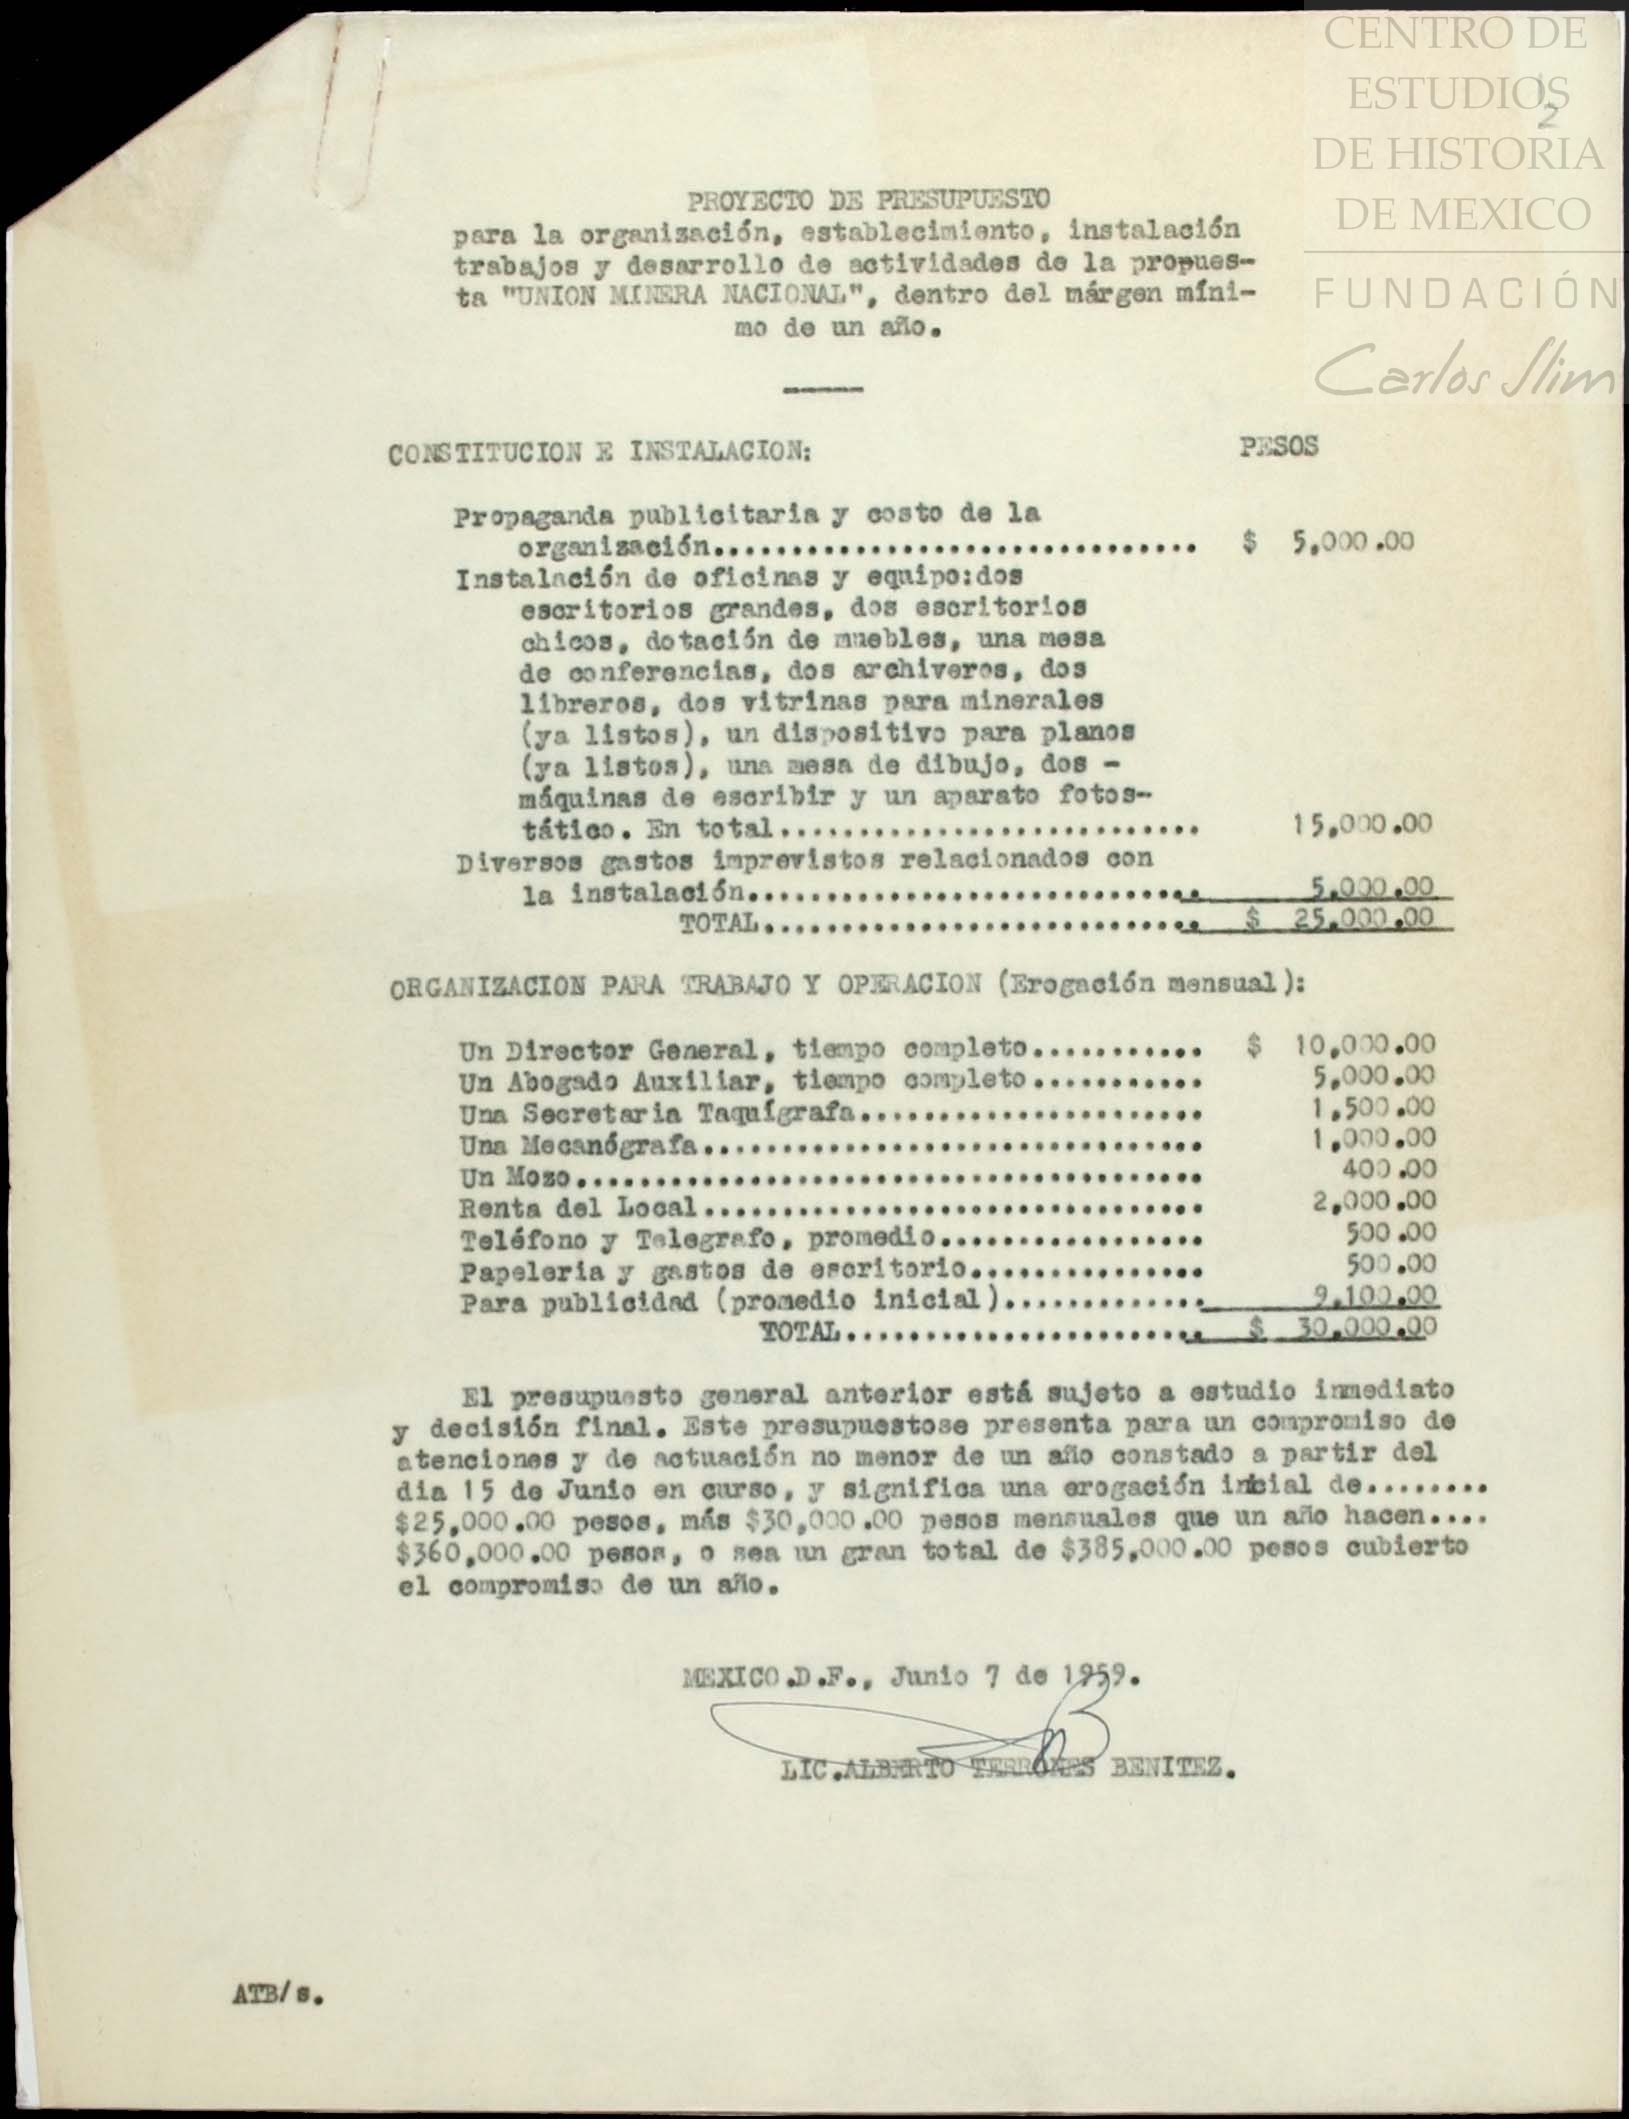 CENTRO DE
ESTUDIOS
DE HISTORIA
DE MEXICO
FUNDACIÓN
Carlos Slim
2
PROYECTO DE PRESUPUESTO
para la organización, establecimiento, instalación
trabajos y desarrollo de actividades de la propues-
ta "UNION MINERA NACIONAL", dentro del márgen míni-
mo de un año.
CONSTITUCION E INSTALACION: PESOS
Propaganda publicitaria y costo de la
organización............................... $ 5,000.00
Instalación de oficinas y equipo:dos
escritorios grandes, dos escritorios
chicos, dotación de muebles, una mesa
de conferencias, dos archiveros, dos
libreros, dos vitrinas para minerales
(ya listos), un dispositivo para planos
(ya listos), una mesa de dibujo, dos -
máquinas de escribir y un aparato fotos-
tático. En total........................... 15,000.00
Diversos gastos imprevistos relacionados con
la instalación............................. 5,000.00
TOTAL............................ $ 25,000.00
ORGANIZACION PARA TRABAJO Y OPERACION (Erogación mensual):
Un Director General, tiempo completo........... $ 10,000.00
Un Abogado Auxiliar, tiempo completo........... 5,000.00
Una Secretaria Taquígrafa...................... 1,500.00
Una Mecanógrafa................................ 1,000.00
Un Mozo........................................ 400.00
Renta del Local................................ 2,000.00
Teléfono y Telegrafo, promedio................. 500.00
Papeleria y gastos de escritorio............... 500.00
Para publicidad (promedio inicial)............. 9,100.00
TOTAL....................... $ 30,000.00
El presupuesto general anterior está sujeto a estudio inmediato
y decisión final. Este presupuestose presenta para un compromiso de
atenciones y de actuación no menor de un año constado a partir del
dia 15 de Junio en curso, y significa una erogación inicial de........
$25,000.00 pesos, más $30,000.00 pesos mensuales que un año hacen....
$360,000.00 pesos, o sea un gran total de $385,000.00 pesos cubierto
el compromiso de un año.
MEXICO.D.F., Junio 7 de 1959.
LIC.ALBERTO TERRONES BENITEZ.
ATB/s.